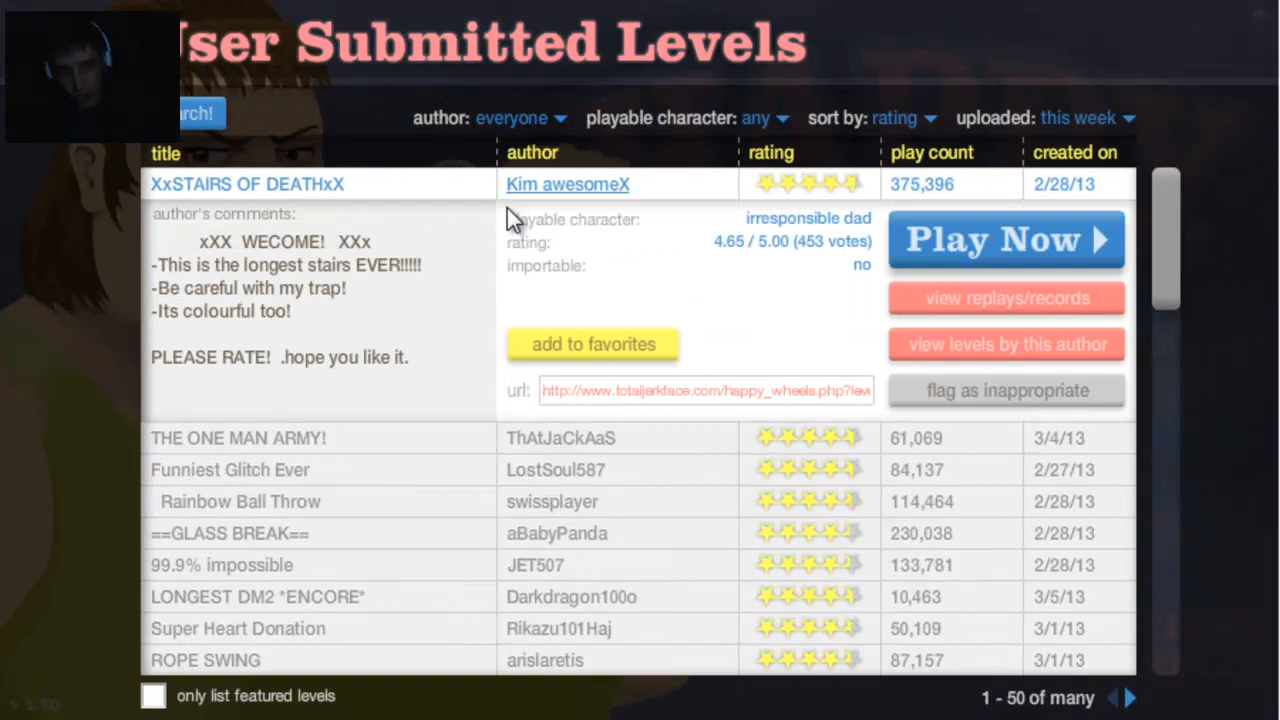 User Submitted Levels
arch!
author: everyone playable character: any sort by: rating uploaded: this week
title author rating play count created on
XxSTAIRS OF DEATHxX Kim awesomeX 375,396 2/28/13
author's comments:
xXX WECOME! XXx
-This is the longest stairs EVER!!!!!
-Be careful with my trap!
-Its colourful too!
PLEASE RATE! .hope you like it.
playable character: irresponsible dad
rating: 4.65 / 5.00 (453 votes)
importable: no
add to favorites
url: http://www.totaljerkface.com/happy_wheels.php?lev
Play Now
view replays/records
view levels by this author
flag as inappropriate
THE ONE MAN ARMY! ThAtJaCkAaS 61,069 3/4/13
Funniest Glitch Ever LostSoul587 84,137 2/27/13
Rainbow Ball Throw swissplayer 114,464 2/28/13
==GLASS BREAK== aBabyPanda 230,038 2/28/13
99.9% impossible JET507 133,781 2/28/13
LONGEST DM2 *ENCORE* Darkdragon100o 10,463 3/5/13
Super Heart Donation Rikazu101Haj 50,109 3/1/13
ROPE SWING arislaretis 87,157 3/1/13
only list featured levels
1 - 50 of many